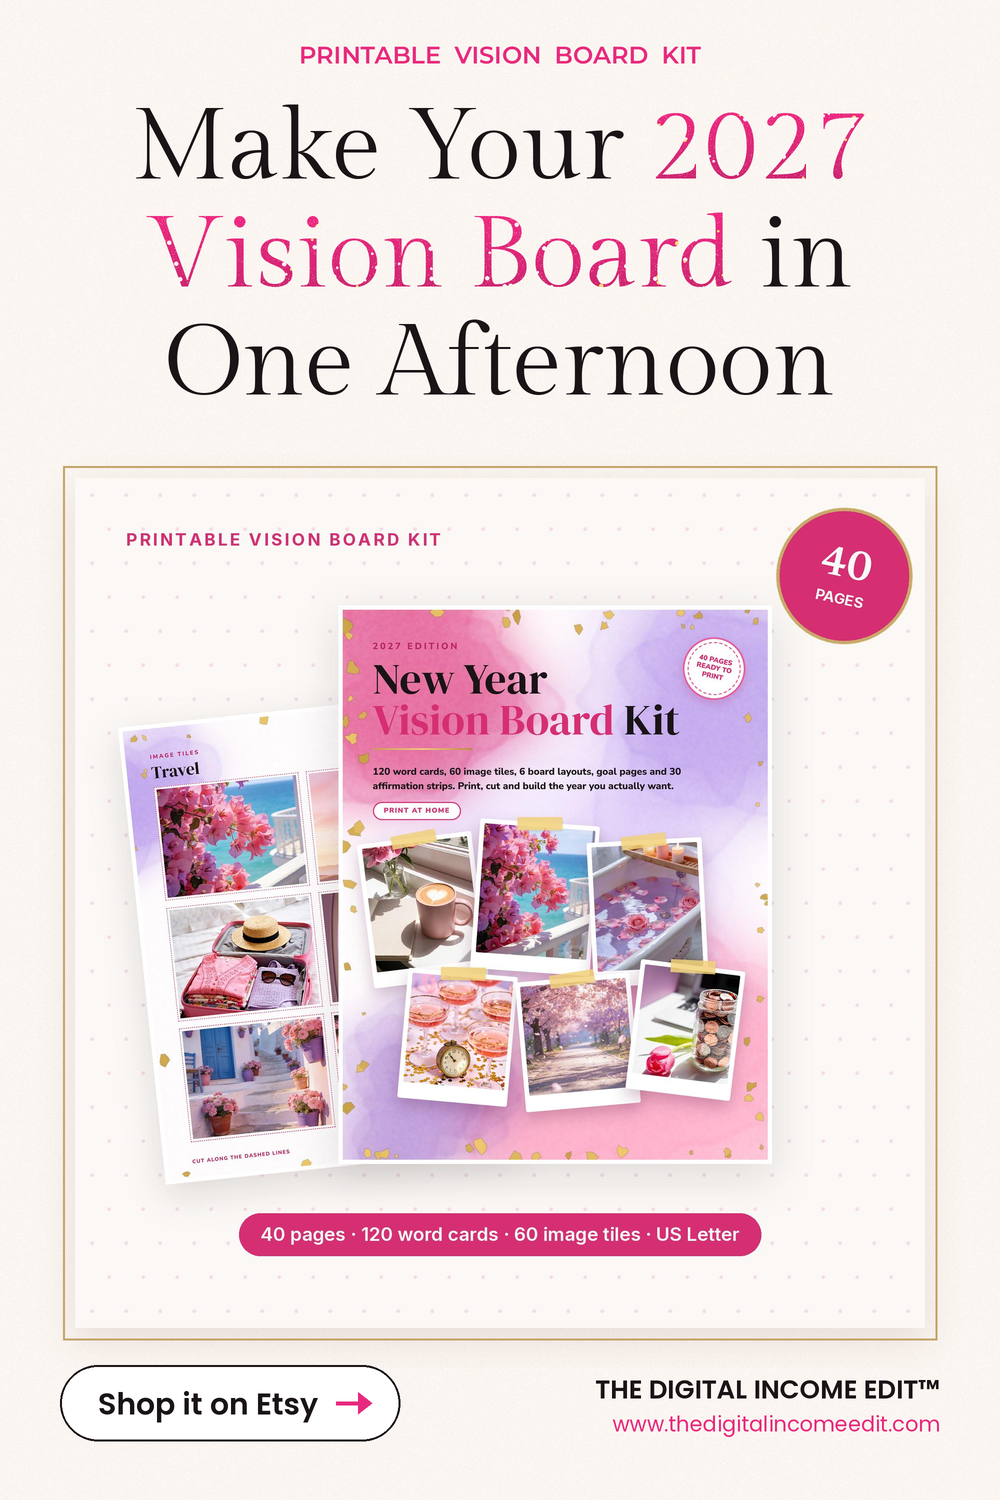 PRINTABLE VISION BOARD KIT
Make Your 2027
Vision Board in
One Afternoon
PRINTABLE VISION BOARD KIT
40
PAGES
2027 EDITION
New Year
Vision Board Kit
40 PAGES
READY TO
PRINT
120 word cards, 60 image tiles, 6 board layouts, goal pages and 30
affirmation strips. Print, cut and build the year you actually want.
PRINT AT HOME
IMAGE TILES
Travel
CUT ALONG THE DASHED LINES
40 pages · 120 word cards · 60 image tiles · US Letter
Shop it on Etsy →
THE DIGITAL INCOME EDIT™
www.thedigitalincomeedit.com